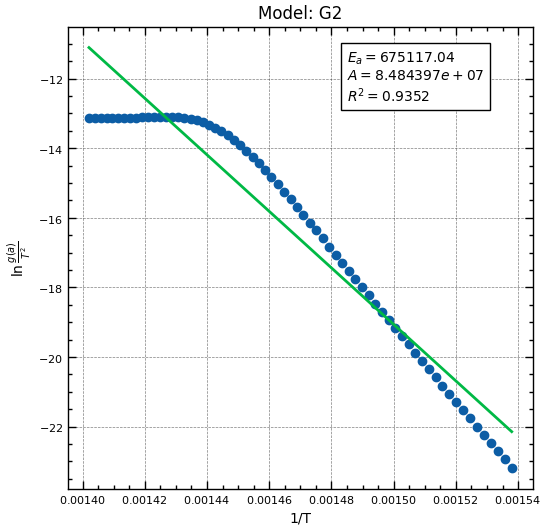 Model: G2
E_a = 675117.04
A = 8.484397e + 07
R^2 = 0.9352
−12
−14
−16
−18
−20
−22
ln g(a)/T^2
0.00140 0.00142 0.00144 0.00146 0.00148 0.00150 0.00152 0.00154
1/T